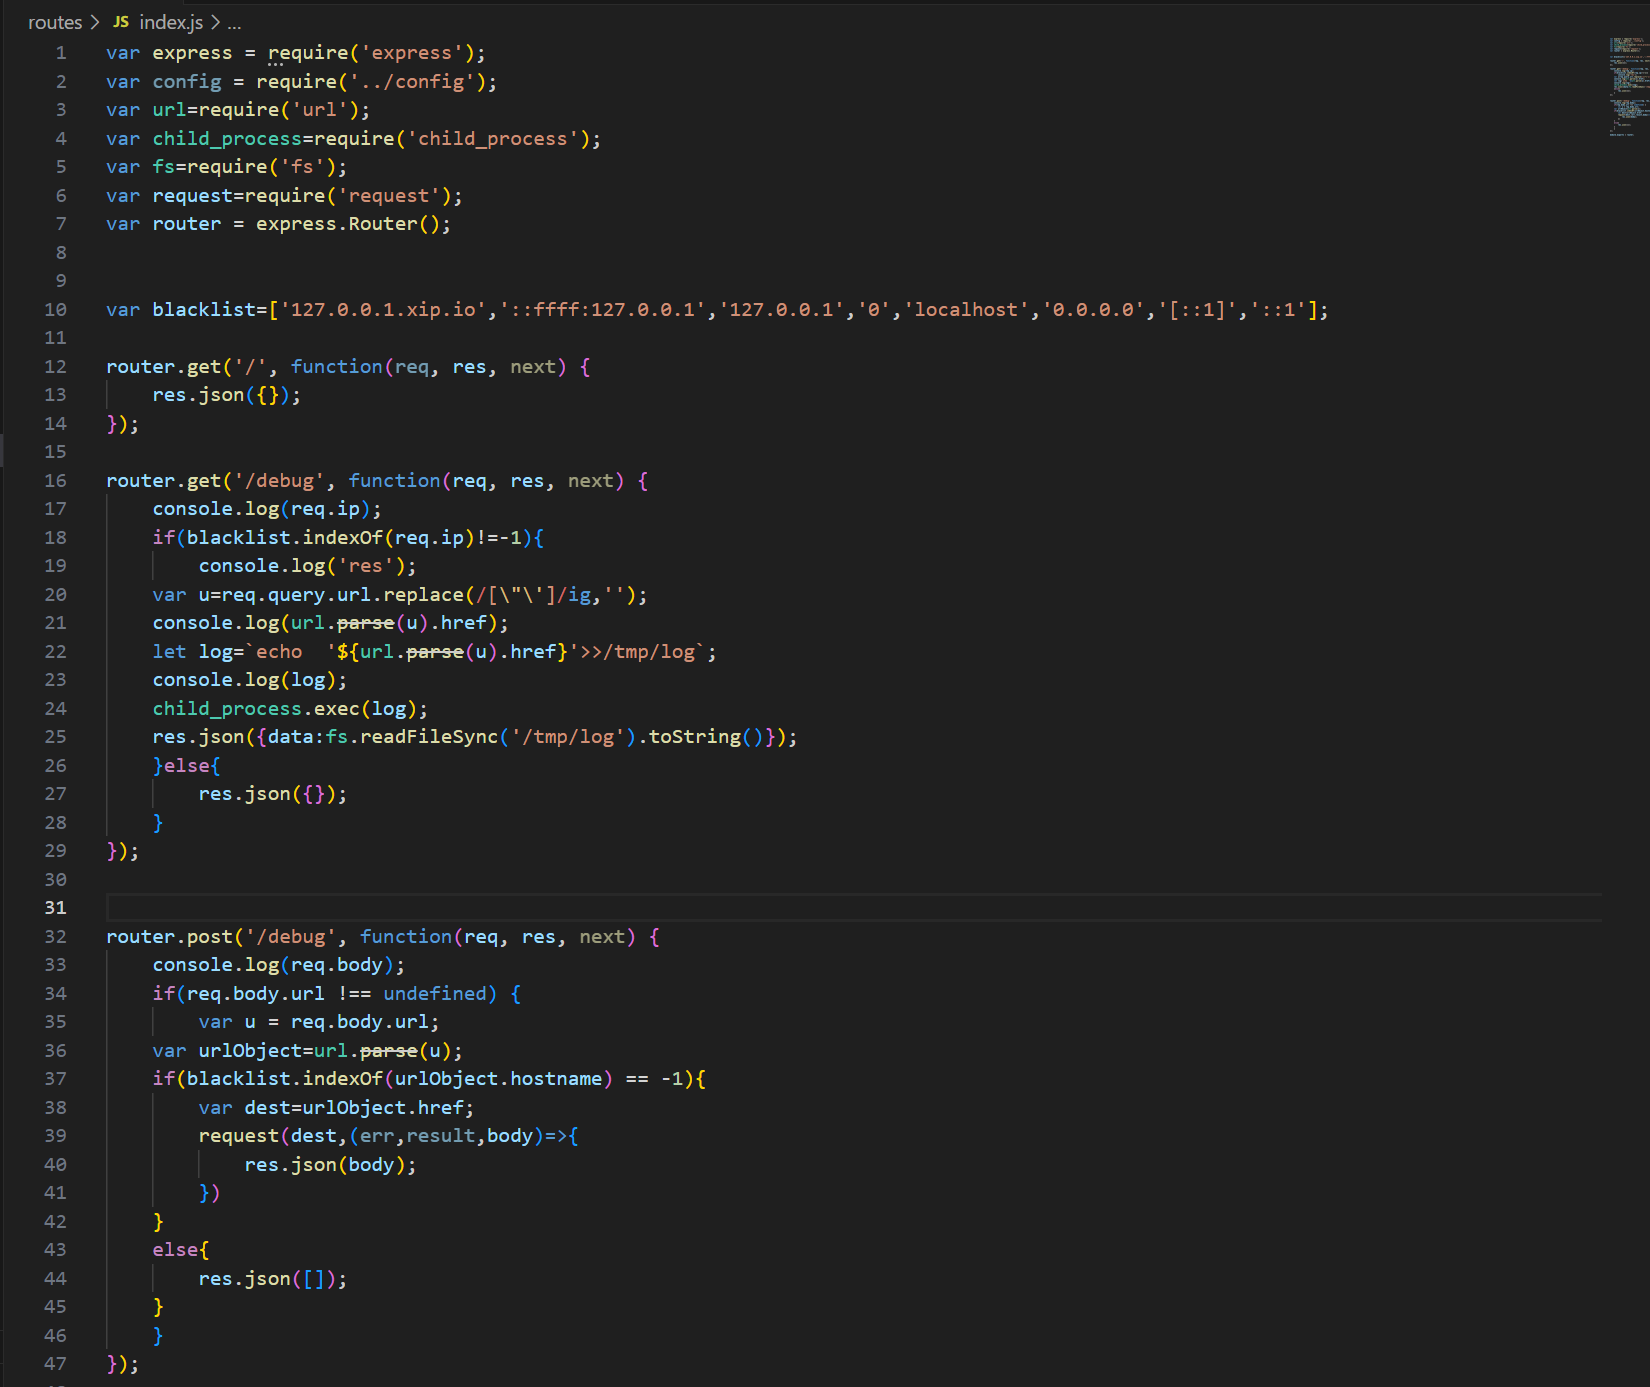 routes > JS index.js > ...
1 var express = require('express');
2 var config = require('../config');
3 var url=require('url');
4 var child_process=require('child_process');
5 var fs=require('fs');
6 var request=require('request');
7 var router = express.Router();
8
9
10 var blacklist=['127.0.0.1.xip.io','::ffff:127.0.0.1','127.0.0.1','0','localhost','0.0.0.0','[::1]','::1'];
11
12 router.get('/', function(req, res, next) {
13     res.json({});
14 });
15
16 router.get('/debug', function(req, res, next) {
17     console.log(req.ip);
18     if(blacklist.indexOf(req.ip)!=-1){
19         console.log('res');
20     var u=req.query.url.replace(/[\"\']/ig,'');
21     console.log(url.parse(u).href);
22     let log=`echo  '${url.parse(u).href}'>>/tmp/log`;
23     console.log(log);
24     child_process.exec(log);
25     res.json({data:fs.readFileSync('/tmp/log').toString()});
26     }else{
27         res.json({});
28     }
29 });
30
31
32 router.post('/debug', function(req, res, next) {
33     console.log(req.body);
34     if(req.body.url !== undefined) {
35         var u = req.body.url;
36     var urlObject=url.parse(u);
37     if(blacklist.indexOf(urlObject.hostname) == -1){
38         var dest=urlObject.href;
39         request(dest,(err,result,body)=>{
40             res.json(body);
41         })
42     }
43     else{
44         res.json([]);
45     }
46     }
47 });